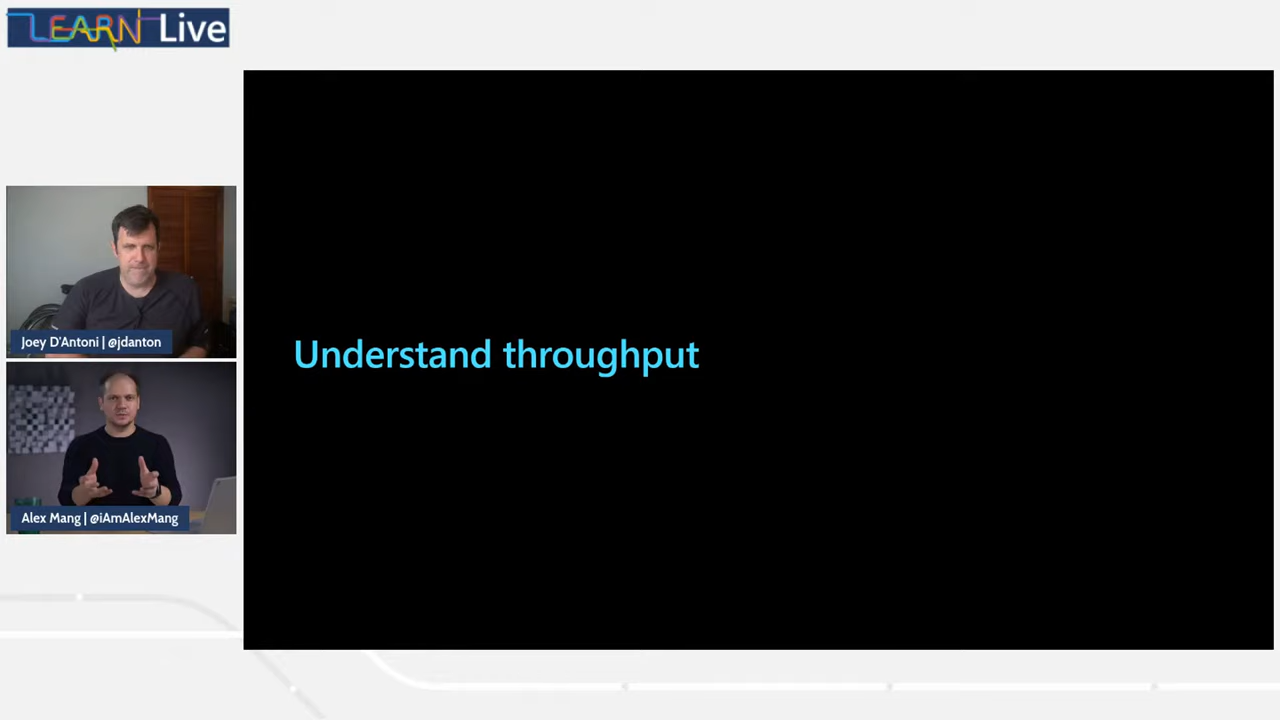 LEARN Live
Understand throughput
Joey D'Antoni | @jdanton
Alex Mang | @iAmAlexMang